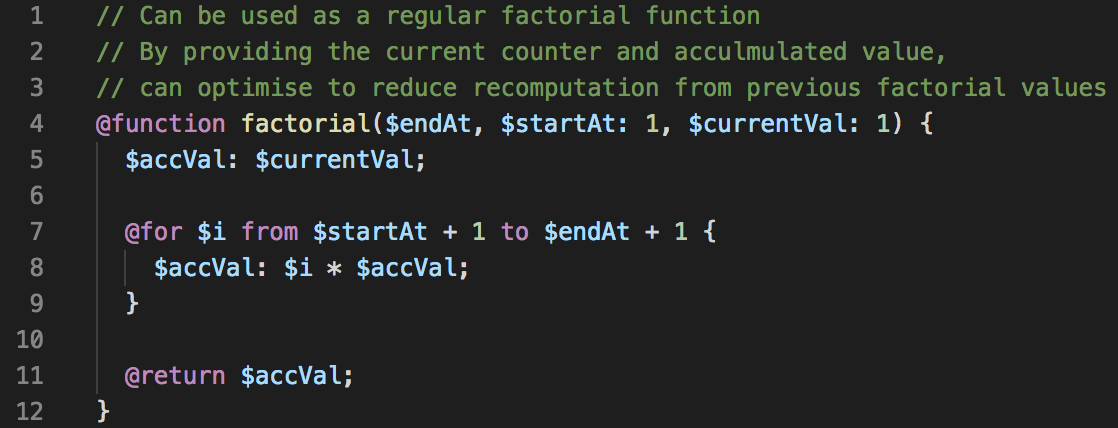 1 // Can be used as a regular factorial function
2 // By providing the current counter and acculmulated value,
3 // can optimise to reduce recomputation from previous factorial values
4 @function factorial($endAt, $startAt: 1, $currentVal: 1) {
5 $accVal: $currentVal;
6
7 @for $i from $startAt + 1 to $endAt + 1 {
8 $accVal: $i * $accVal;
9 }
10
11 @return $accVal;
12 }